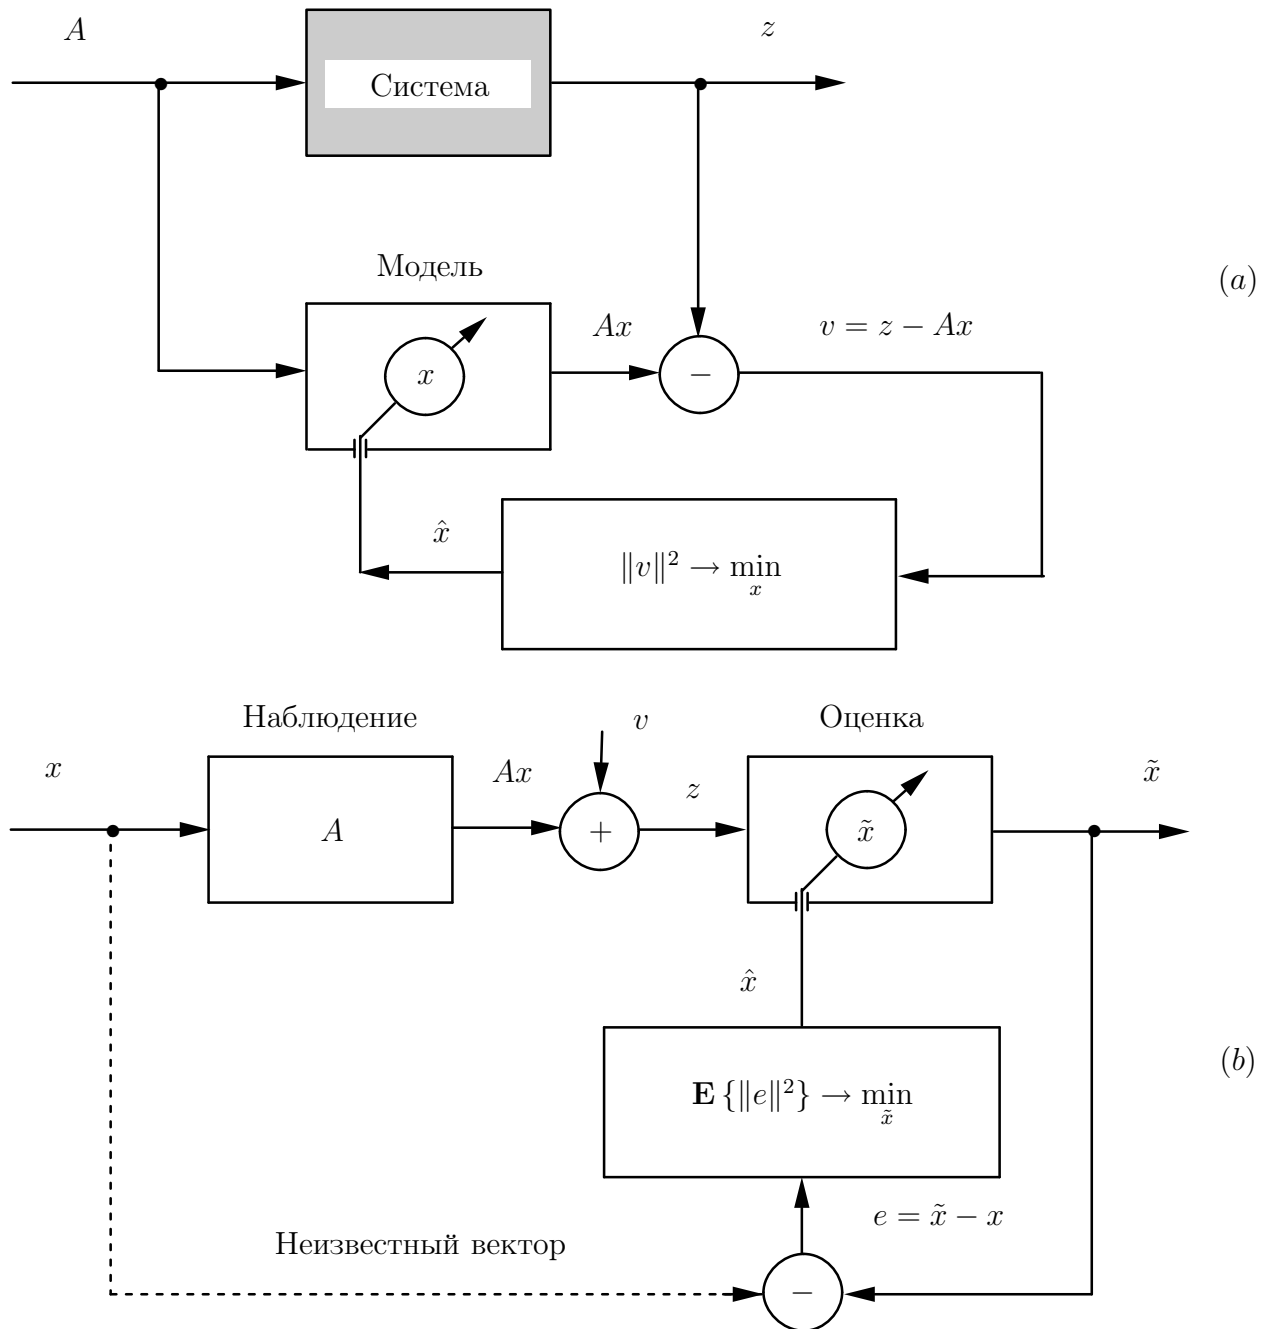 A
z
Система
Модель
(a)
Ax
v = z − Ax
x
−
x̂
‖v‖² → min
x
Наблюдение
v
Оценка
x
Ax
z
x̃
A
+
x̃
x̂
E {‖e‖²} → min
x̃
(b)
e = x̃ − x
Неизвестный вектор
−